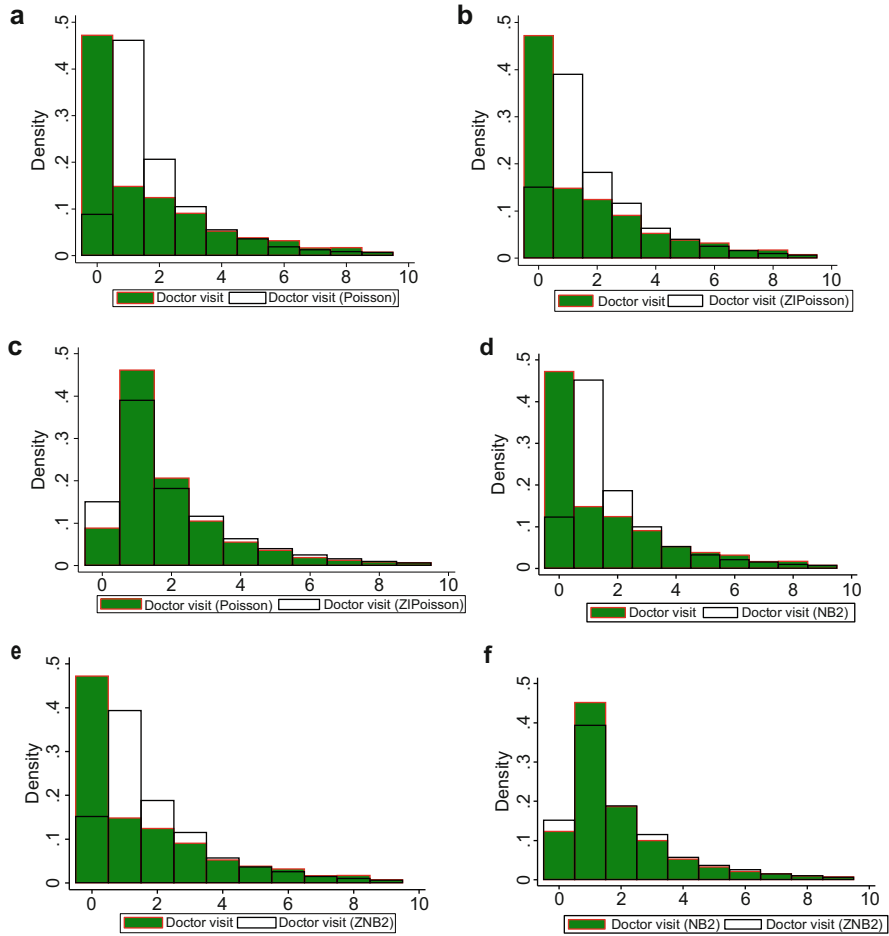 a
Density
0 .1 .2 .3 .4 .5
0 2 4 6 8 10
Doctor visit Doctor visit (Poisson)
b
Density
0 .1 .2 .3 .4 .5
0 2 4 6 8 10
Doctor visit Doctor visit (ZIPoisson)
c
Density
0 .1 .2 .3 .4 .5
0 2 4 6 8 10
Doctor visit (Poisson) Doctor visit (ZIPoisson)
d
Density
0 .1 .2 .3 .4 .5
0 2 4 6 8 10
Doctor visit Doctor visit (NB2)
e
Density
0 .1 .2 .3 .4 .5
0 2 4 6 8 10
Doctor visit Doctor visit (ZNB2)
f
Density
0 .1 .2 .3 .4 .5
0 2 4 6 8 10
Doctor visit (NB2) Doctor visit (ZNB2)